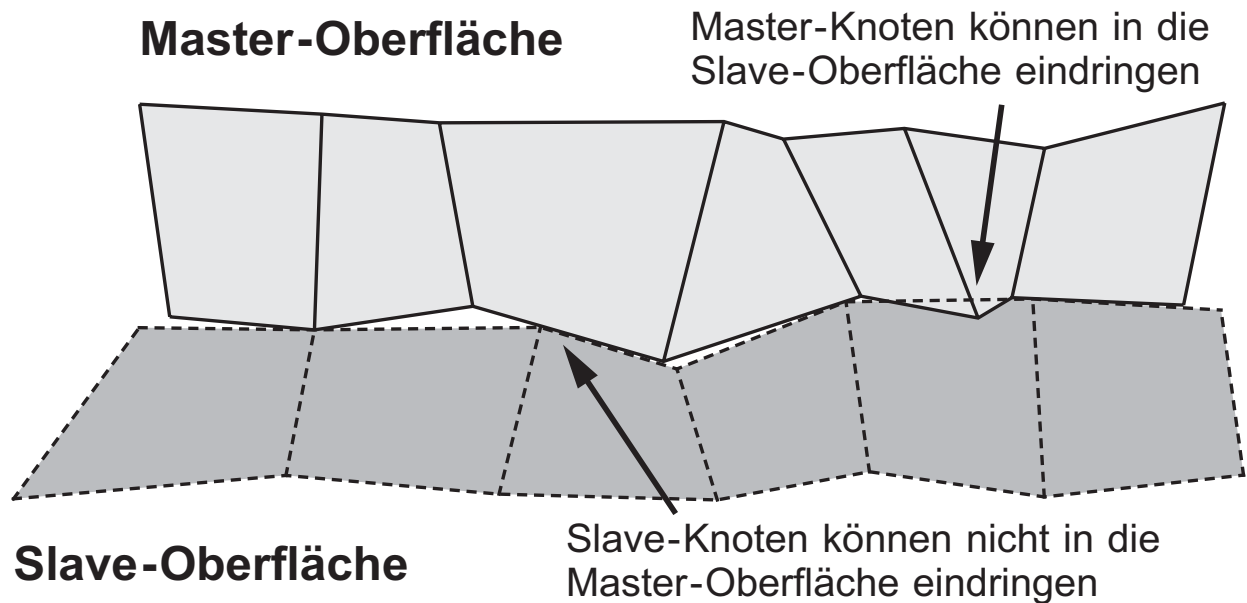 Master-Oberfläche
Master-Knoten können in die
Slave-Oberfläche eindringen
Slave-Oberfläche
Slave-Knoten können nicht in die
Master-Oberfläche eindringen